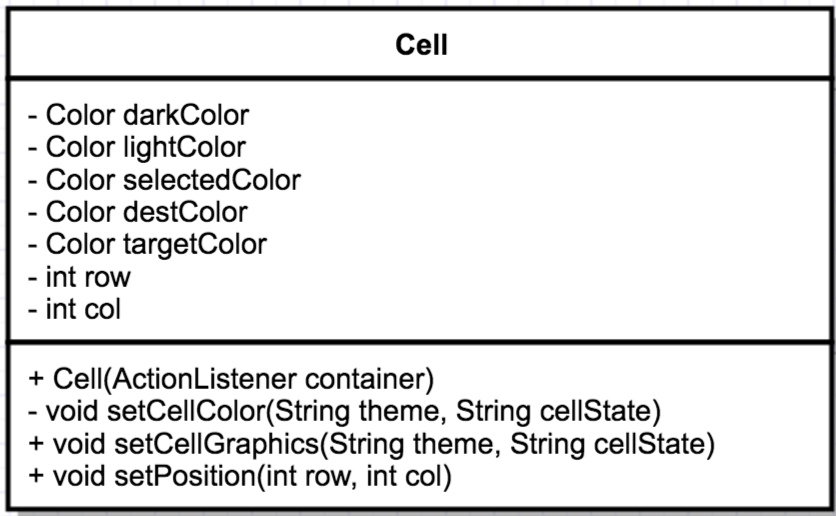 Cell
- Color darkColor
- Color lightColor
- Color selectedColor
- Color destColor
- Color targetColor
- int row
- int col
+ Cell(ActionListener container)
- void setCellColor(String theme, String cellState)
+ void setCellGraphics(String theme, String cellState)
+ void setPosition(int row, int col)